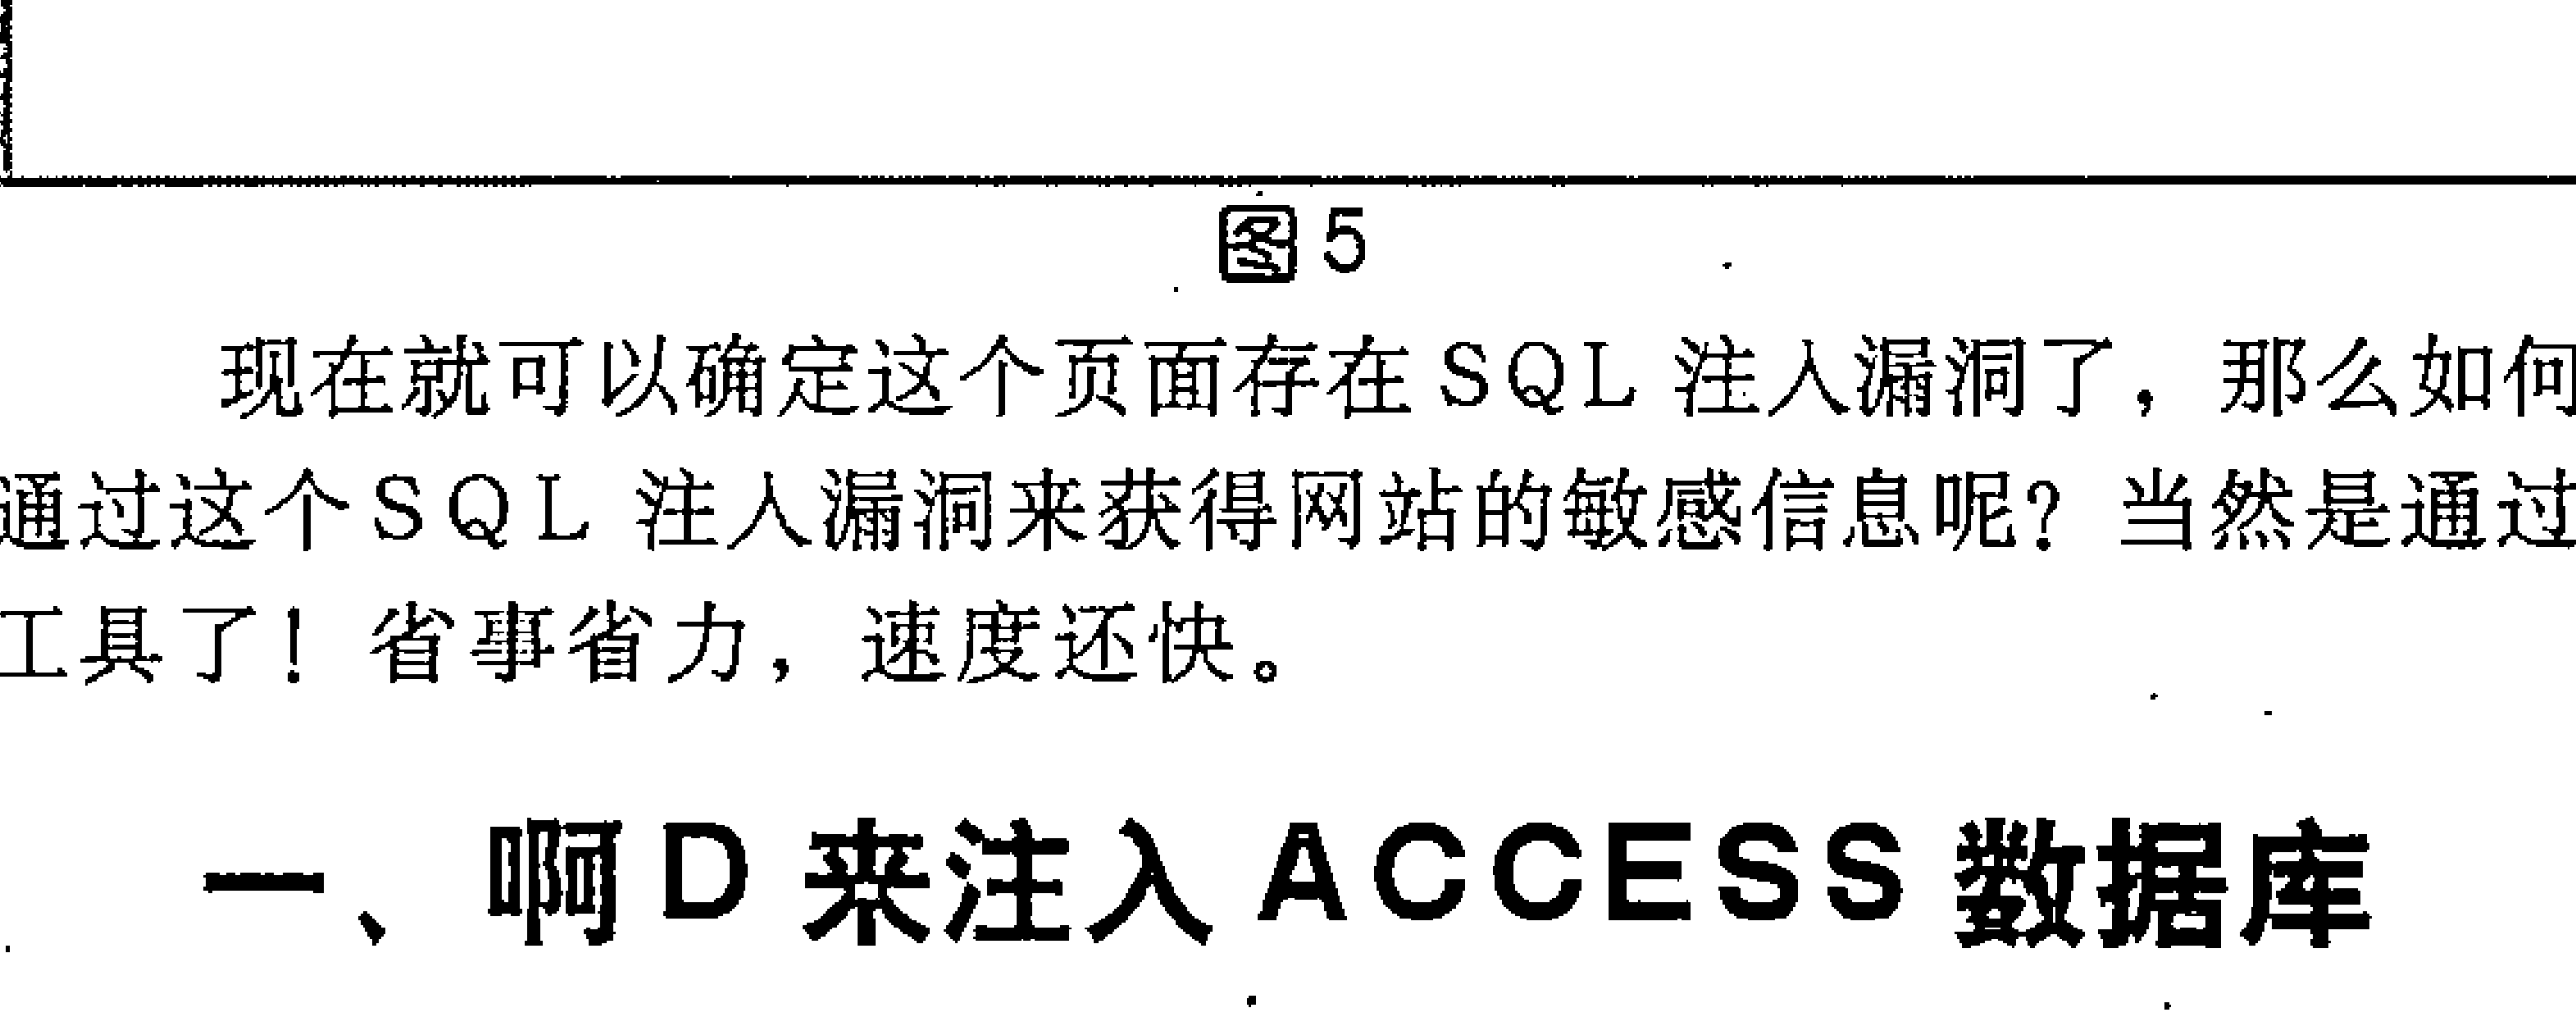 图5
现在就可以确定这个页面存在SQL 注入漏洞了，那么如何
通过这个SQL 注入漏洞来获得网站的敏感信息呢？当然是通过
工具了！省事省力，速度还快。
一、啊D来注入ACCESS数据库